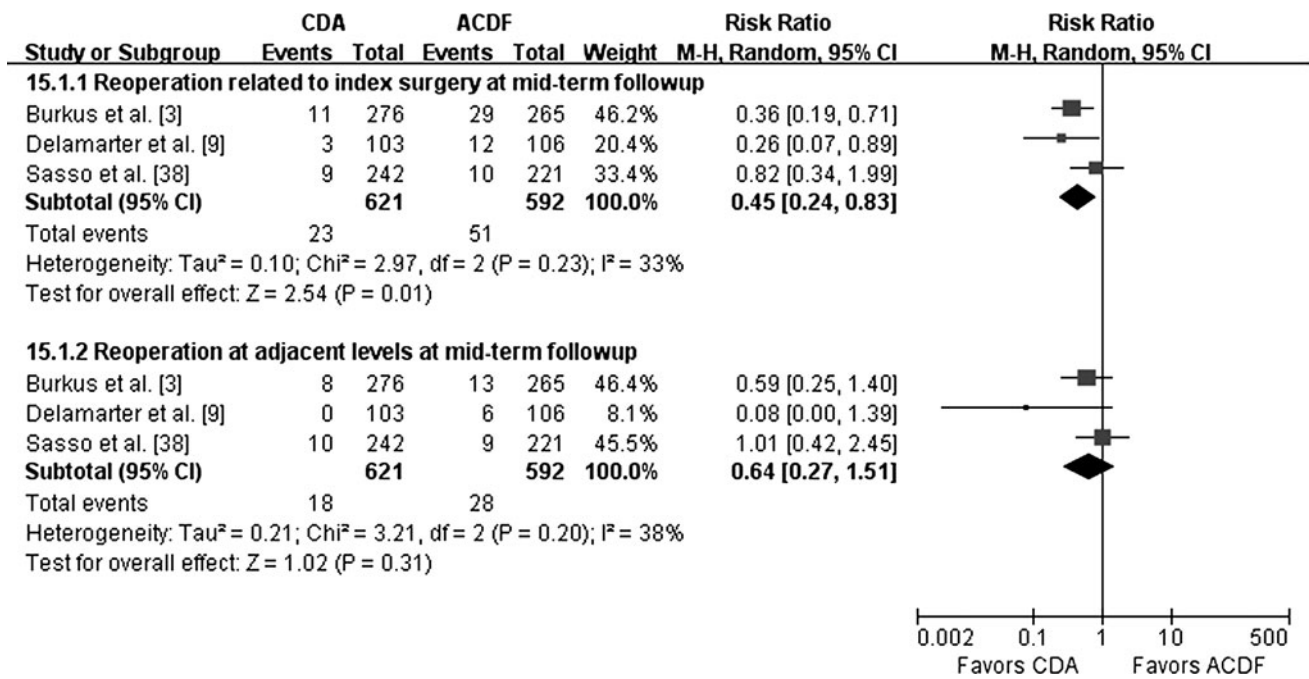 CDA ACDF Risk Ratio Risk Ratio
Study or Subgroup Events Total Events Total Weight M-H, Random, 95% CI M-H, Random, 95% CI
15.1.1 Reoperation related to index surgery at mid-term followup
Burkus et al. [3] 11 276 29 265 46.2% 0.36 [0.19, 0.71]
Delamarter et al. [9] 3 103 12 106 20.4% 0.26 [0.07, 0.89]
Sasso et al. [38] 9 242 10 221 33.4% 0.82 [0.34, 1.99]
Subtotal (95% CI) 621 592 100.0% 0.45 [0.24, 0.83]
Total events 23 51
Heterogeneity: Tau² = 0.10; Chi² = 2.97, df = 2 (P = 0.23); I² = 33%
Test for overall effect: Z = 2.54 (P = 0.01)
15.1.2 Reoperation at adjacent levels at mid-term followup
Burkus et al. [3] 8 276 13 265 46.4% 0.59 [0.25, 1.40]
Delamarter et al. [9] 0 103 6 106 8.1% 0.08 [0.00, 1.39]
Sasso et al. [38] 10 242 9 221 45.5% 1.01 [0.42, 2.45]
Subtotal (95% CI) 621 592 100.0% 0.64 [0.27, 1.51]
Total events 18 28
Heterogeneity: Tau² = 0.21; Chi² = 3.21, df = 2 (P = 0.20); I² = 38%
Test for overall effect: Z = 1.02 (P = 0.31)
0.002 0.1 1 10 500
Favors CDA Favors ACDF